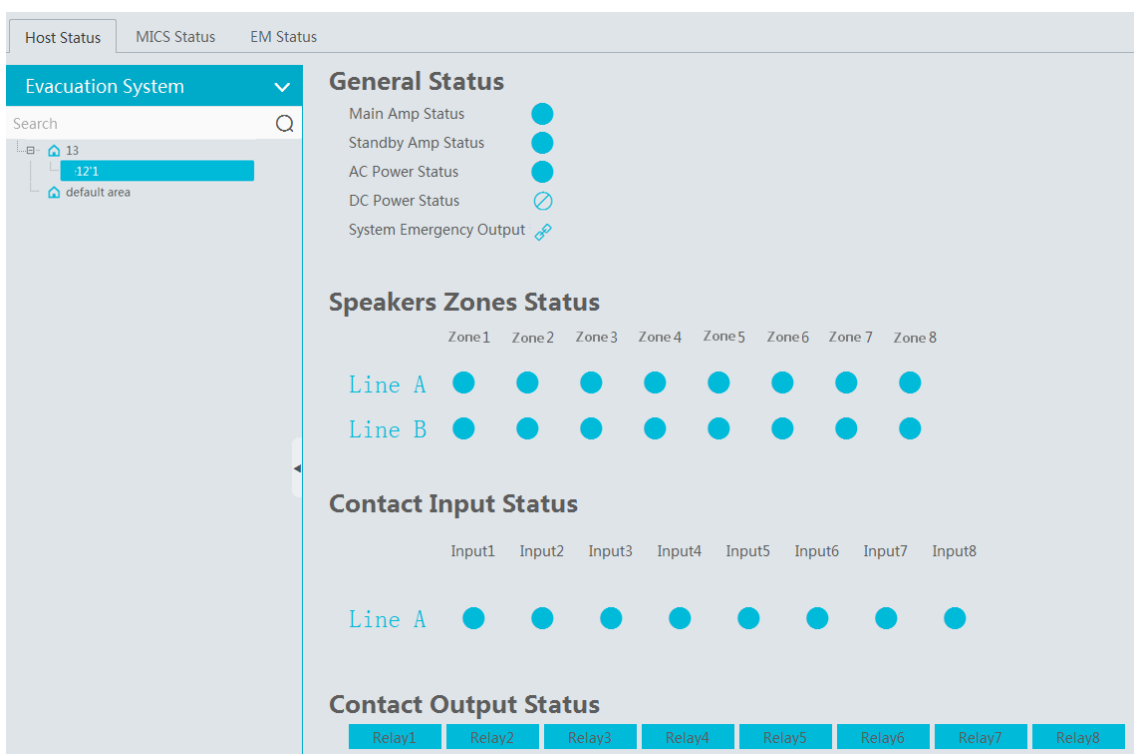 Host Status MICS Status EM Status
Evacuation System
Search
13
12'1
default area
General Status
Main Amp Status
Standby Amp Status
AC Power Status
DC Power Status
System Emergency Output
Speakers Zones Status
Zone1 Zone2 Zone3 Zone4 Zone5 Zone6 Zone7 Zone8
Line A
Line B
Contact Input Status
Input1 Input2 Input3 Input4 Input5 Input6 Input7 Input8
Line A
Contact Output Status
Relay1 Relay2 Relay3 Relay4 Relay5 Relay6 Relay7 Relay8